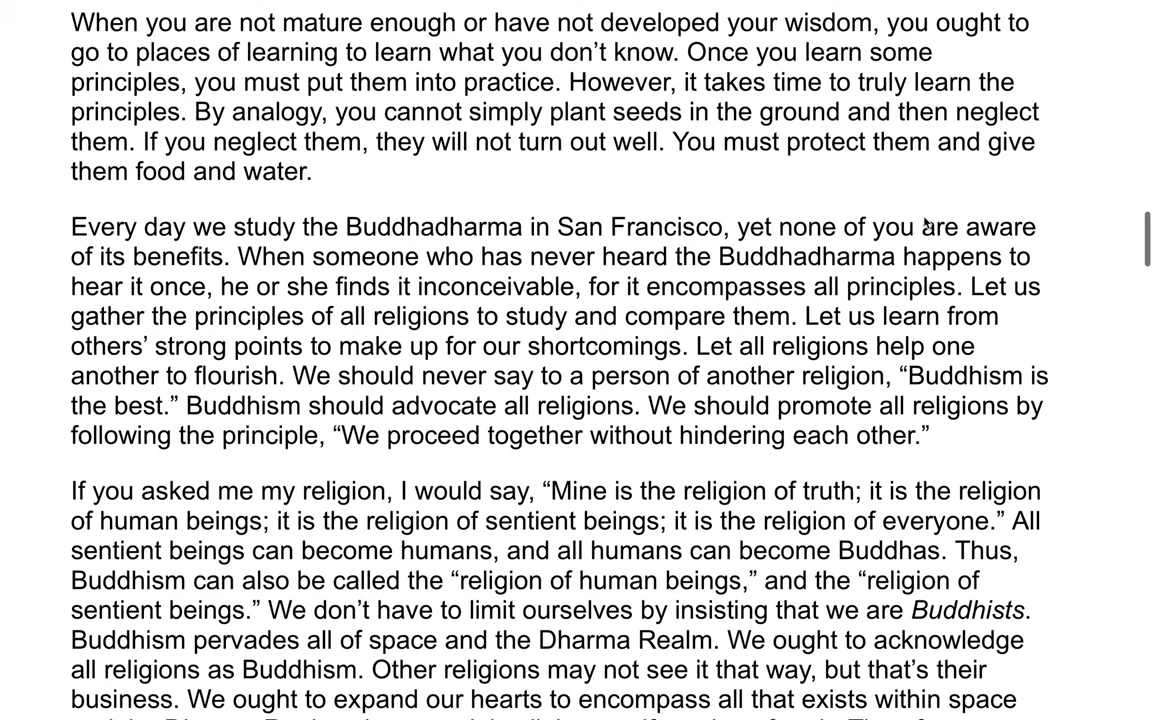 When you are not mature enough or have not developed your wisdom, you ought to
go to places of learning to learn what you don’t know. Once you learn some
principles, you must put them into practice. However, it takes time to truly learn the
principles. By analogy, you cannot simply plant seeds in the ground and then neglect
them. If you neglect them, they will not turn out well. You must protect them and give
them food and water.
Every day we study the Buddhadharma in San Francisco, yet none of you are aware
of its benefits. When someone who has never heard the Buddhadharma happens to
hear it once, he or she finds it inconceivable, for it encompasses all principles. Let us
gather the principles of all religions to study and compare them. Let us learn from
others’ strong points to make up for our shortcomings. Let all religions help one
another to flourish. We should never say to a person of another religion, “Buddhism is
the best.” Buddhism should advocate all religions. We should promote all religions by
following the principle, “We proceed together without hindering each other.”
If you asked me my religion, I would say, “Mine is the religion of truth; it is the religion
of human beings; it is the religion of sentient beings; it is the religion of everyone.” All
sentient beings can become humans, and all humans can become Buddhas. Thus,
Buddhism can also be called the “religion of human beings,” and the “religion of
sentient beings.” We don’t have to limit ourselves by insisting that we are Buddhists.
Buddhism pervades all of space and the Dharma Realm. We ought to acknowledge
all religions as Buddhism. Other religions may not see it that way, but that’s their
business. We ought to expand our hearts to encompass all that exists within space